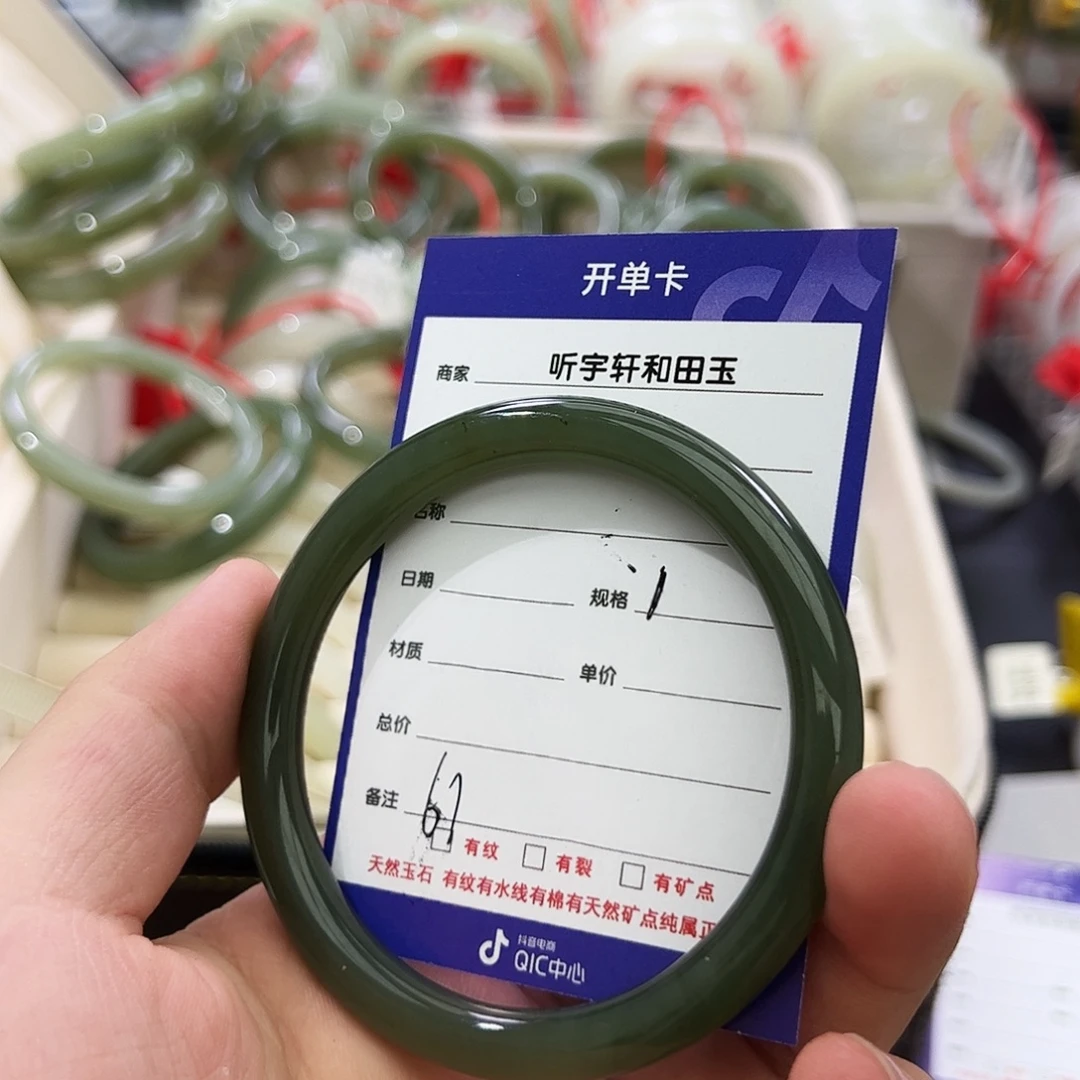 开单卡
商家 听宇轩和田玉
名称
日期 规格 1
材质 单价
总价
备注
有纹 有裂 有矿点
天然玉石 有纹有水线有棉有天然矿点纯属正
抖音电商
QIC中心